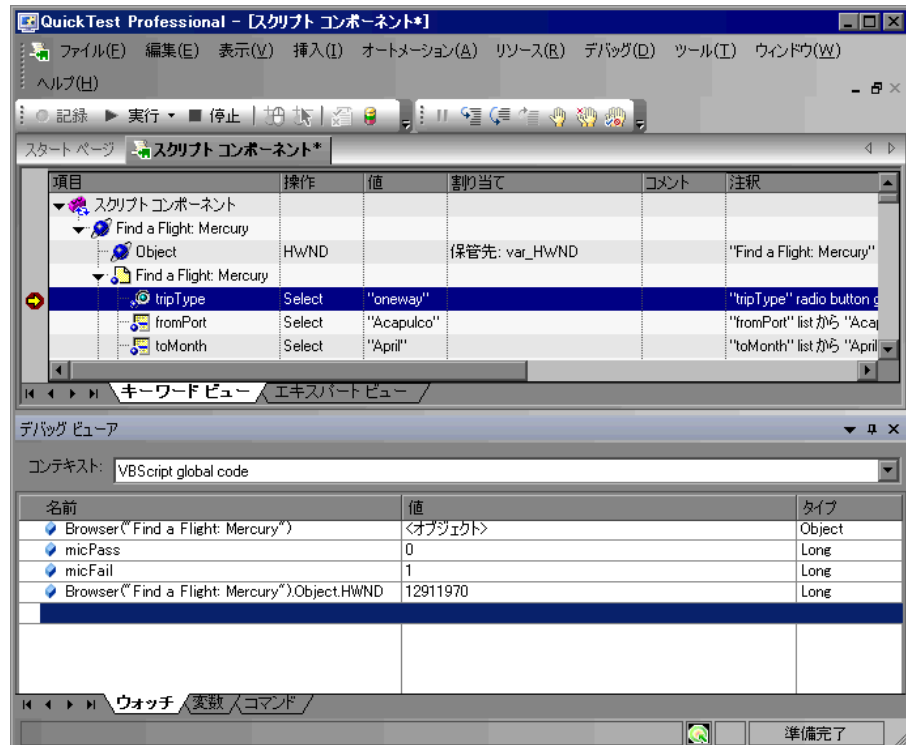 QuickTest Professional - [スクリプト コンポーネント*]
ファイル(F) 編集(E) 表示(V) 挿入(I) オートメーション(A) リソース(R) デバッグ(D) ツール(T) ウィンドウ(W)
ヘルプ(H)
記録 実行 停止
スタート ページ スクリプト コンポーネント*
項目 操作 値 割り当て コメント 注釈
スクリプト コンポーネント
Find a Flight: Mercury
Object HWND 保管先: var_HWND "Find a Flight: Mercury"
Find a Flight: Mercury
tripType Select "oneway" "tripType" radio button g
fromPort Select "Acapulco" "fromPort" list から "Acap
toMonth Select "April" "toMonth" list から "April
キーワード ビュー エキスパート ビュー
デバッグ ビューア
コンテキスト: VBScript global code
名前 値 タイプ
Browser("Find a Flight: Mercury") <オブジェクト> Object
micPass 0 Long
micFail 1 Long
Browser("Find a Flight: Mercury").Object.HWND 12911970 Long
ウォッチ 変数 コマンド
準備完了